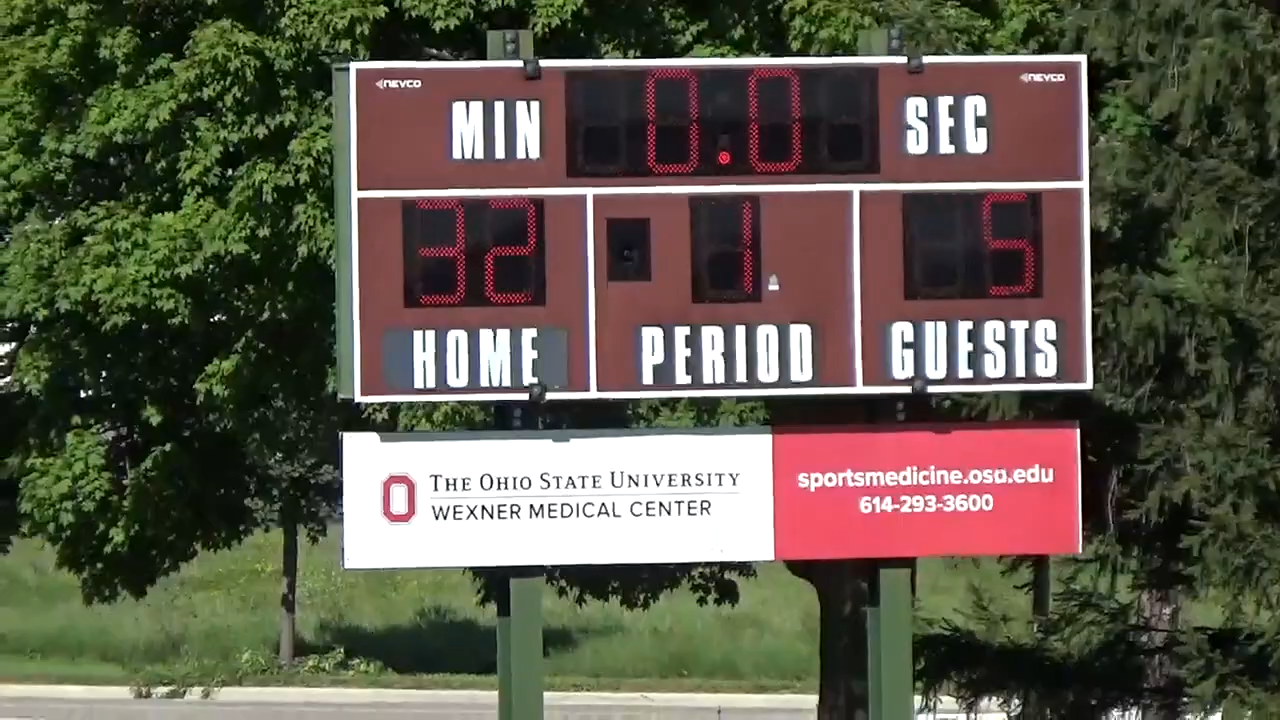 NEVCO NEVCO
MIN 0.0 SEC
32 1 5
HOME PERIOD GUESTS
THE OHIO STATE UNIVERSITY
WEXNER MEDICAL CENTER
sportsmedicine.osu.edu
614-293-3600